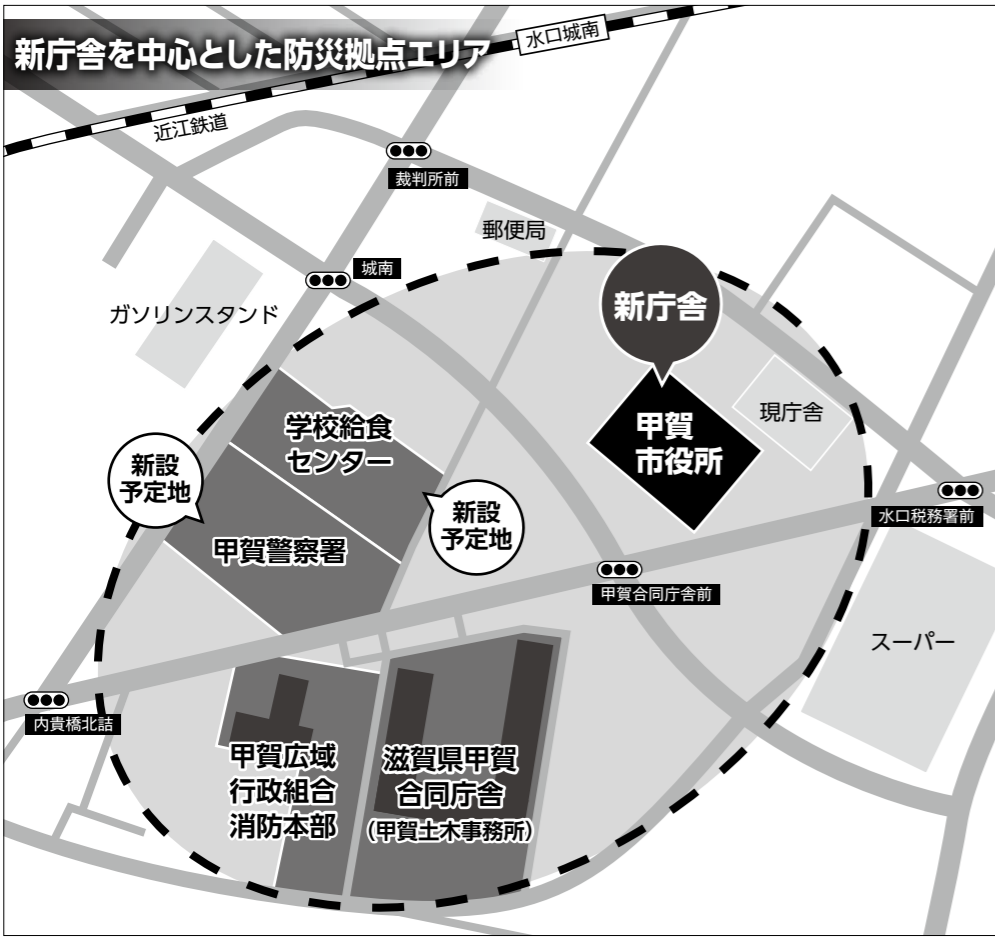 新庁舎を中心とした防災拠点エリア
水口城南
近江鉄道
裁判所前
郵便局
城南
ガソリンスタンド
新庁舎
現庁舎
甲賀
市役所
学校給食
センター
新設
予定地
新設
予定地
甲賀警察署
水口税務署前
甲賀合同庁舎前
スーパー
内貴橋北詰
甲賀広域
行政組合
消防本部
滋賀県甲賀
合同庁舎
（甲賀土木事務所）